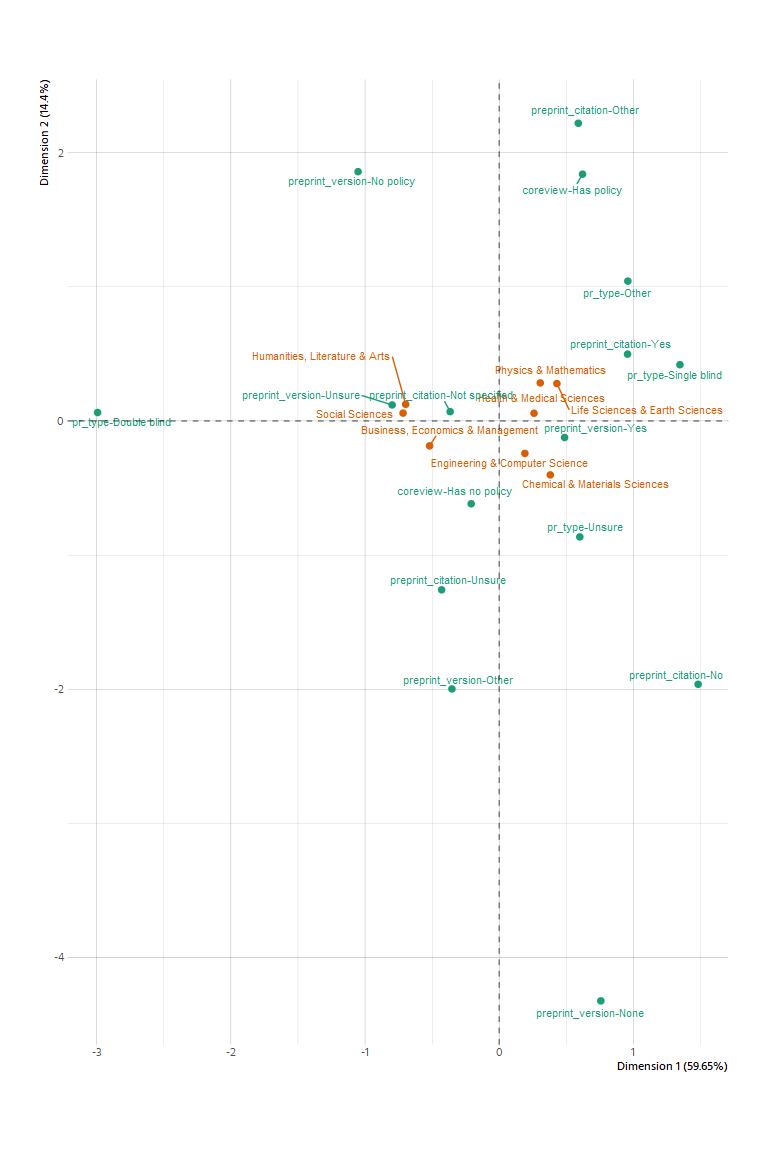 Dimension 2 (14.4%)
preprint_citation-Other
2
preprint_version-No policy
coreview-Has policy
pr_type-Other
preprint_citation-Yes
Humanities, Literature & Arts
Physics & Mathematics
pr_type-Single blind
preprint_version-Unsure
preprint_citation-Not specified
Health & Medical Sciences
Social Sciences
Life Sciences & Earth Sciences
0
pr_type-Double blind
Business, Economics & Management
preprint_version-Yes
Engineering & Computer Science
Chemical & Materials Sciences
coreview-Has no policy
pr_type-Unsure
preprint_citation-Unsure
preprint_version-Other
preprint_citation-No
-2
-4
preprint_version-None
-3
-2
-1
0
1
Dimension 1 (59.65%)